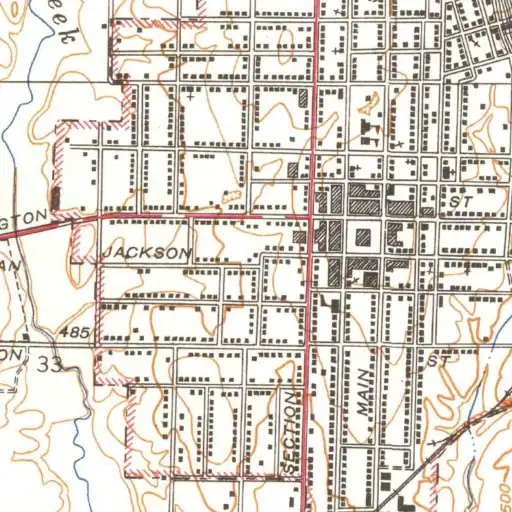 eek
GTON
ST
JACKSON
AN
485
ON
33
ST
SECTION
MAIN
500